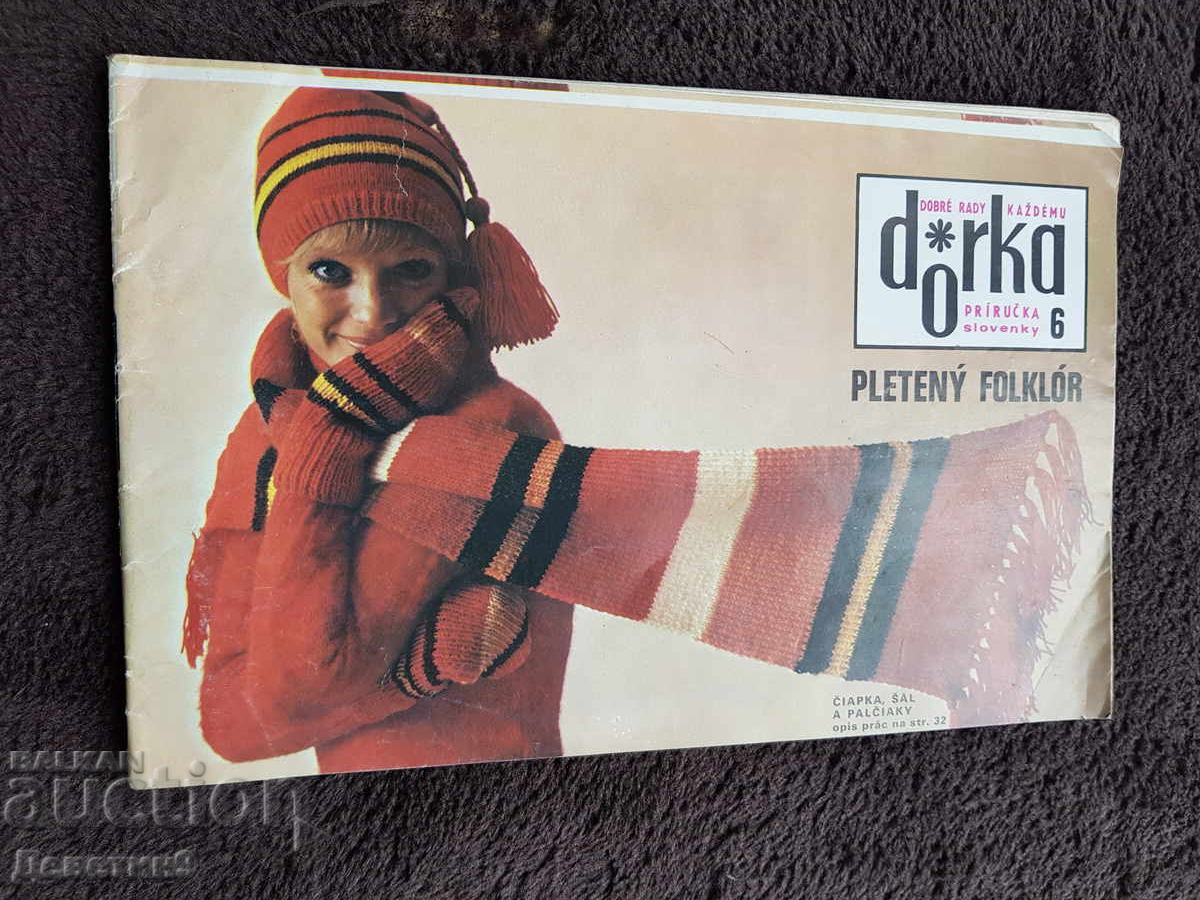 DOBRÉ RADY KAŽDÉMU
dorka
PRÍRUČKA
slovenky 6
PLETENÝ FOLKLÓR
ČIAPKA, ŠÁL
A PALČIAKY
opis prác na str. 32
BALKAN
auction
Деветик9